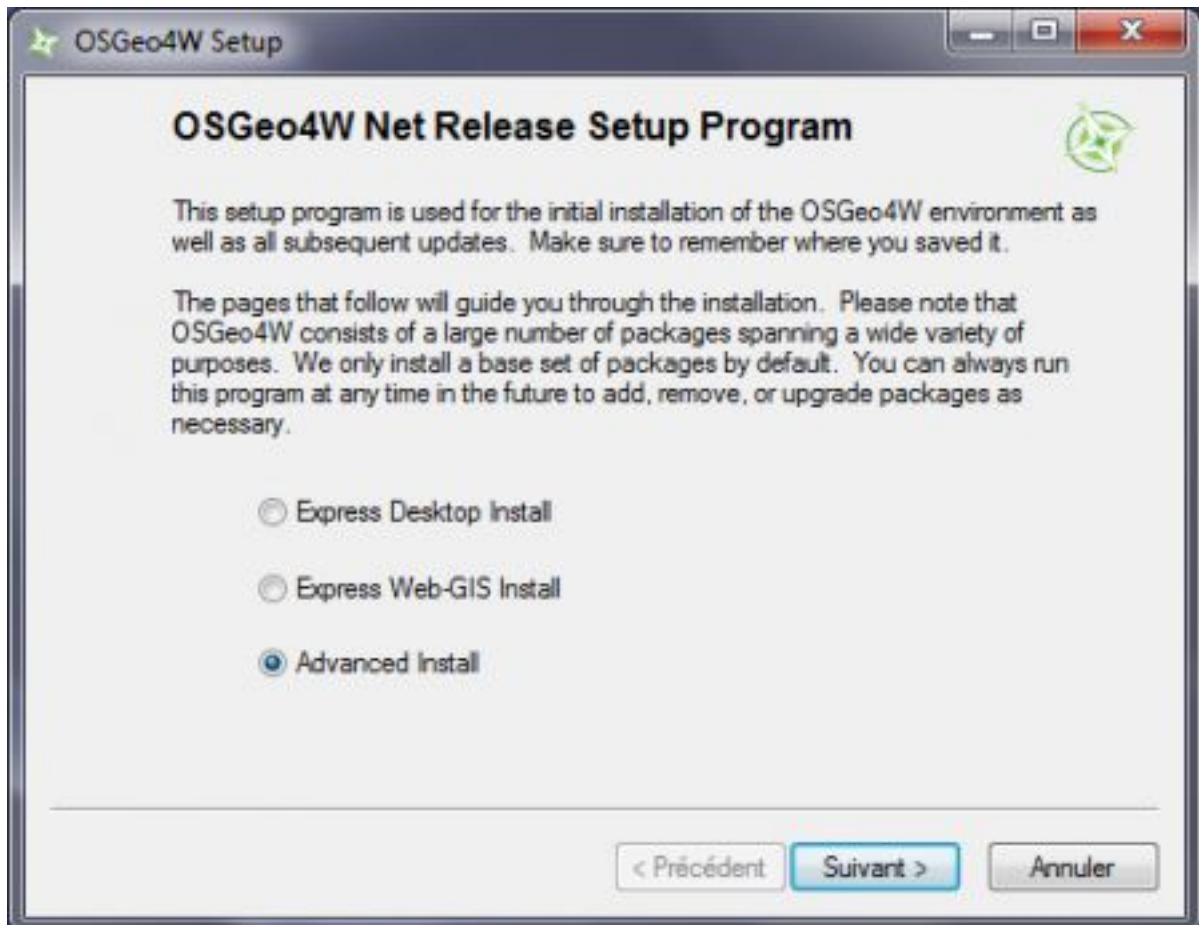 OSGeo4W Setup
OSGeo4W Net Release Setup Program
This setup program is used for the initial installation of the OSGeo4W environment as
well as all subsequent updates.  Make sure to remember where you saved it.
The pages that follow will guide you through the installation.  Please note that
OSGeo4W consists of a large number of packages spanning a wide variety of
purposes.  We only install a base set of packages by default.  You can always run
this program at any time in the future to add, remove, or upgrade packages as
necessary.
Express Desktop Install
Express Web-GIS Install
Advanced Install
< Précédent
Suivant >
Annuler